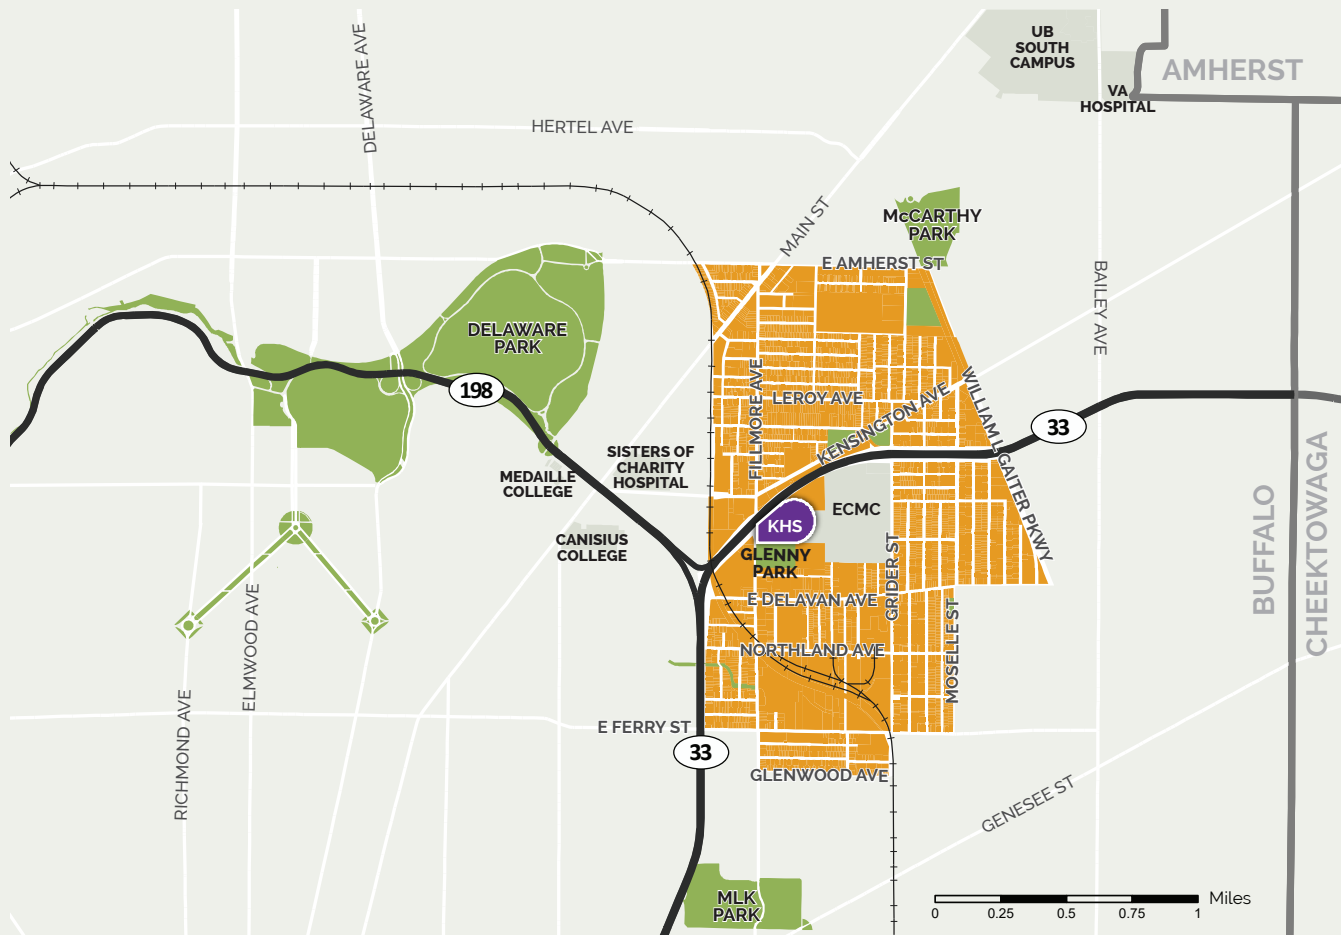 UB
SOUTH
CAMPUS
VA
HOSPITAL
AMHERST
DELAWARE AVE
HERTEL AVE
MAIN ST
McCARTHY
PARK
E AMHERST ST
BAILEY AVE
DELAWARE
PARK
198
LEROY AVE
FILLMORE AVE
KENSINGTON AVE
WILLIAM L GAITER PKWY
33
SISTERS OF
CHARITY
HOSPITAL
MEDAILLE
COLLEGE
CANISIUS
COLLEGE
KHS
ECMC
GLENNY
PARK
GRIDER ST
E DELAVAN AVE
NORTHLAND AVE
MOSELLE ST
BUFFALO
CHEEKTOWAGA
ELMWOOD AVE
RICHMOND AVE
E FERRY ST
33
GLENWOOD AVE
GENESEE ST
MLK
PARK
Miles
0 0.25 0.5 0.75 1